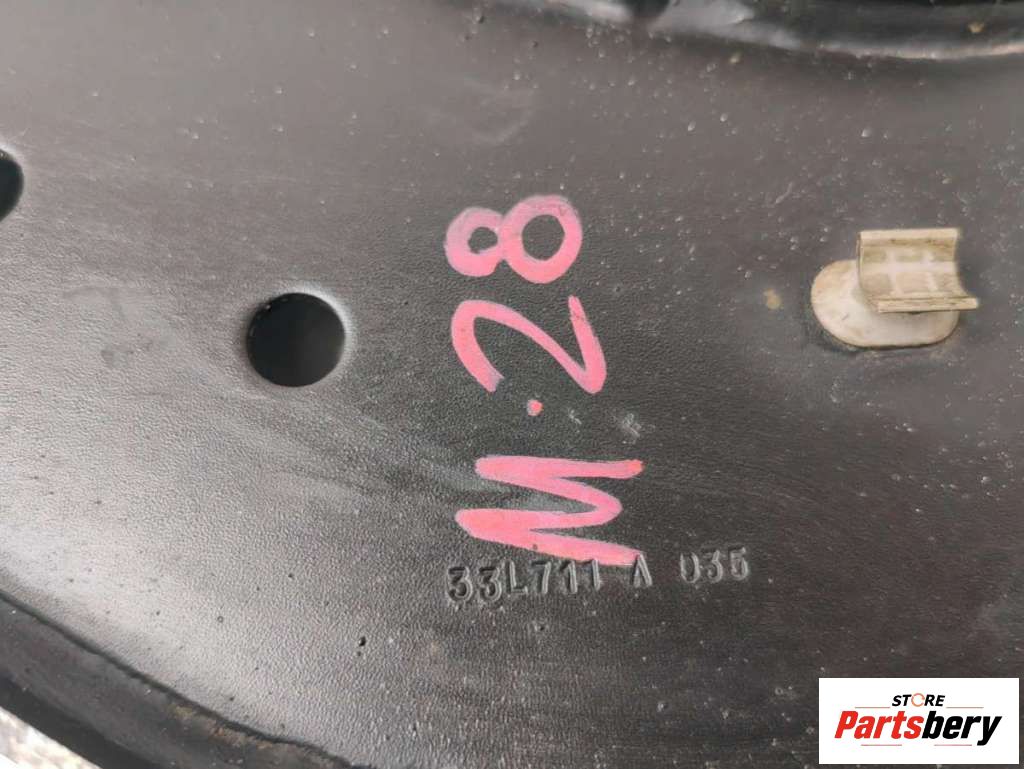 M.28
33L711 A 035
STORE
Partsbery